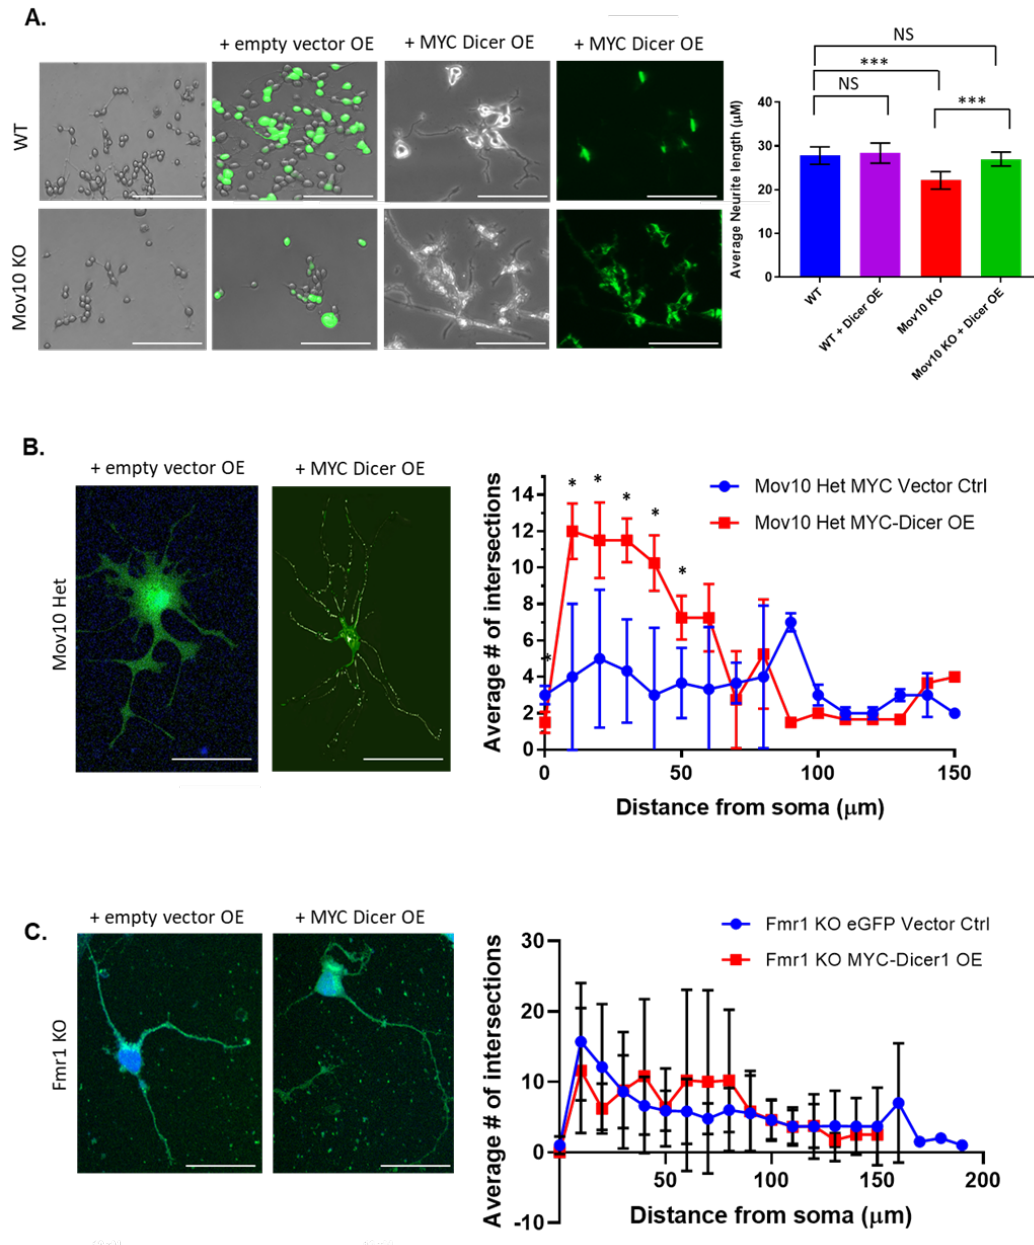 A.
+ empty vector OE
+ MYC Dicer OE
+ MYC Dicer OE
WT
Mov10 KO
NS
***
NS
***
Average Neurite length (μM)
40
30
20
10
0
WT
WT + Dicer OE
Mov10 KO
Mov10 KO + Dicer OE
B.
+ empty vector OE
+ MYC Dicer OE
Mov10 Het
Average # of intersections
14
12
10
8
6
4
2
0
* * * * * *
Mov10 Het MYC Vector Ctrl
Mov10 Het MYC-Dicer OE
0 50 100 150
Distance from soma (μm)
C.
+ empty vector OE
+ MYC Dicer OE
Fmr1 KO
Average # of intersections
30
20
10
0
-10
Fmr1 KO eGFP Vector Ctrl
Fmr1 KO MYC-Dicer1 OE
50 100 150 200
Distance from soma (μm)